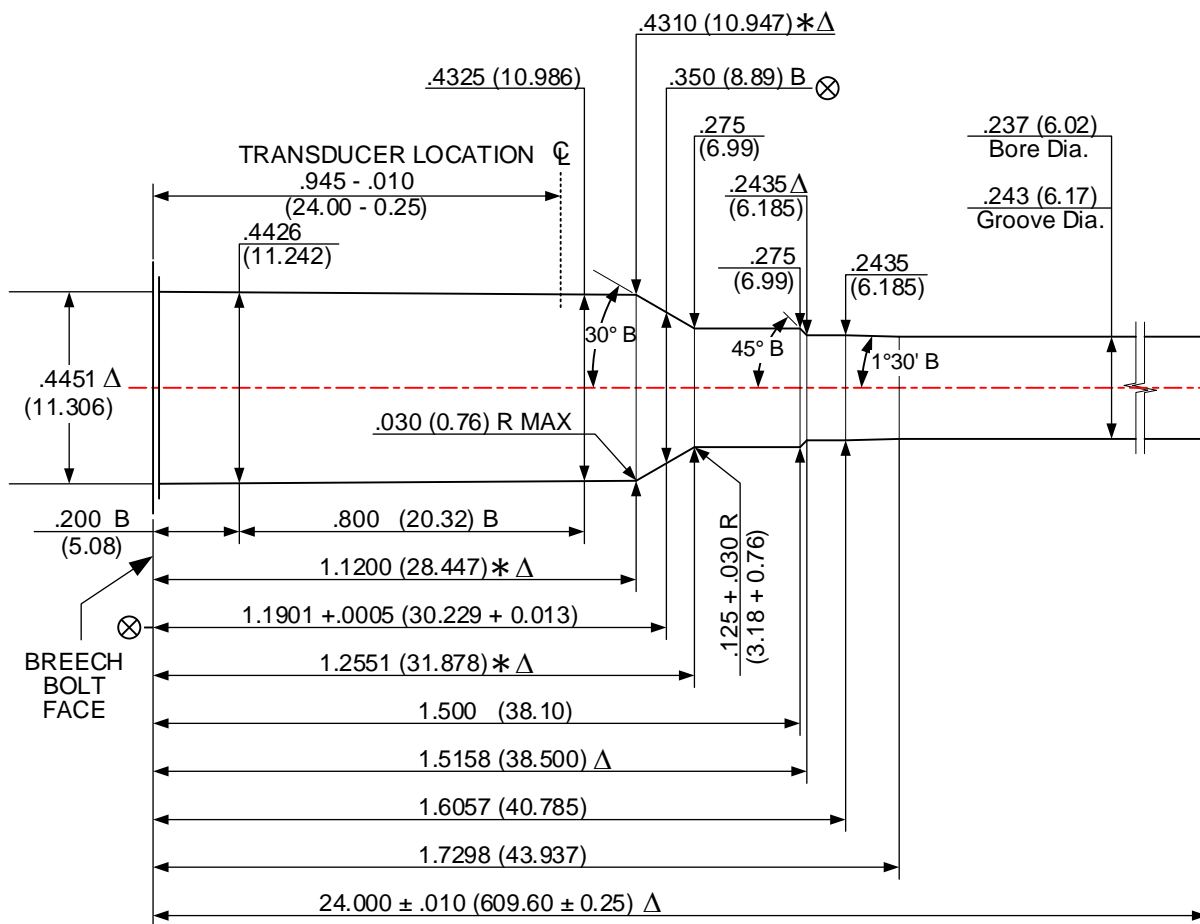 .4310 (10.947)∗Δ
.4325 (10.986)
.350 (8.89) B ⊗
.275
(6.99)
.237 (6.02)
Bore Dia.
TRANSDUCER LOCATION ℄
.945 - .010
(24.00 - 0.25)
.2435 Δ
(6.185)
.243 (6.17)
Groove Dia.
.4426
(11.242)
.275
(6.99)
.2435
(6.185)
30° B
45° B
1°30' B
.4451 Δ
(11.306)
.030 (0.76) R MAX
.200 B
(5.08)
.800 (20.32) B
.125 + .030 R
(3.18 + 0.76)
1.1200 (28.447)∗ Δ
⊗
1.1901 +.0005 (30.229 + 0.013)
BREECH
BOLT
FACE
1.2551 (31.878)∗ Δ
1.500 (38.10)
1.5158 (38.500) Δ
1.6057 (40.785)
1.7298 (43.937)
24.000 ± .010 (609.60 ± 0.25) Δ